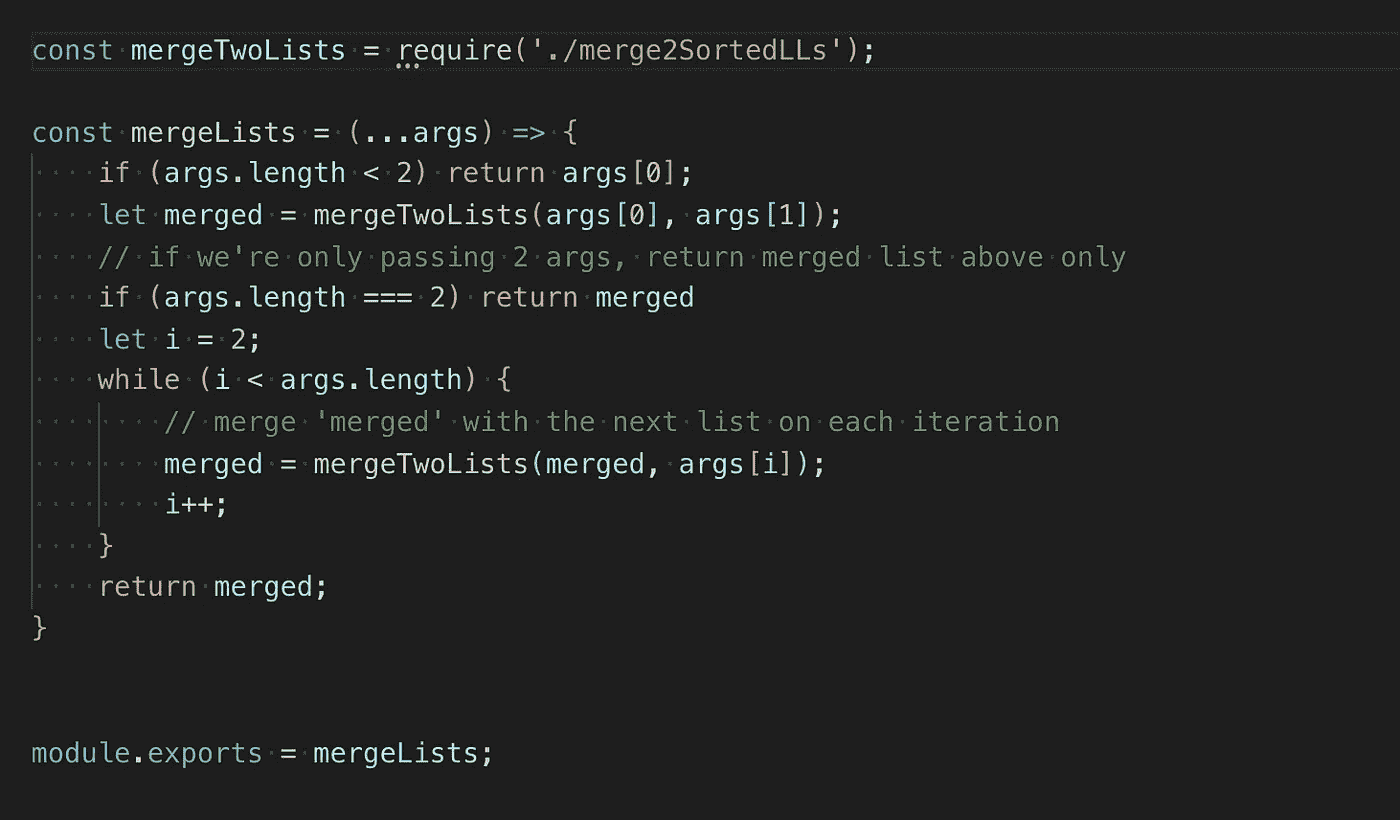 const mergeTwoLists = require('./merge2SortedLLs');
const mergeLists = (...args) => {
if (args.length < 2) return args[0];
let merged = mergeTwoLists(args[0], args[1]);
// if we're only passing 2 args, return merged list above only
if (args.length === 2) return merged
let i = 2;
while (i < args.length) {
// merge 'merged' with the next list on each iteration
merged = mergeTwoLists(merged, args[i]);
i++;
}
return merged;
}
module.exports = mergeLists;